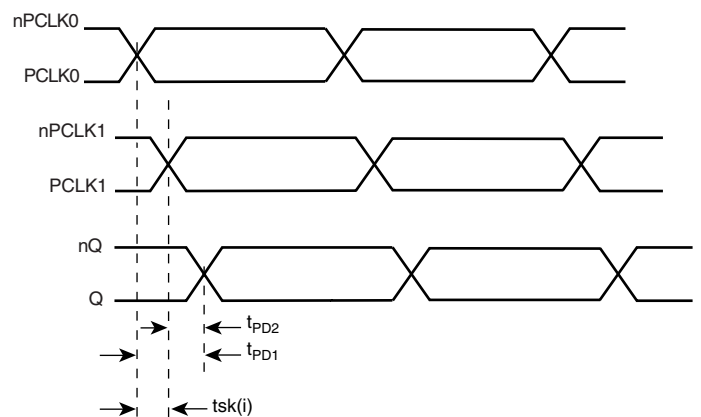 nPCLK0
PCLK0
nPCLK1
PCLK1
nQ
Q
tPD2
tPD1
tsk(i)